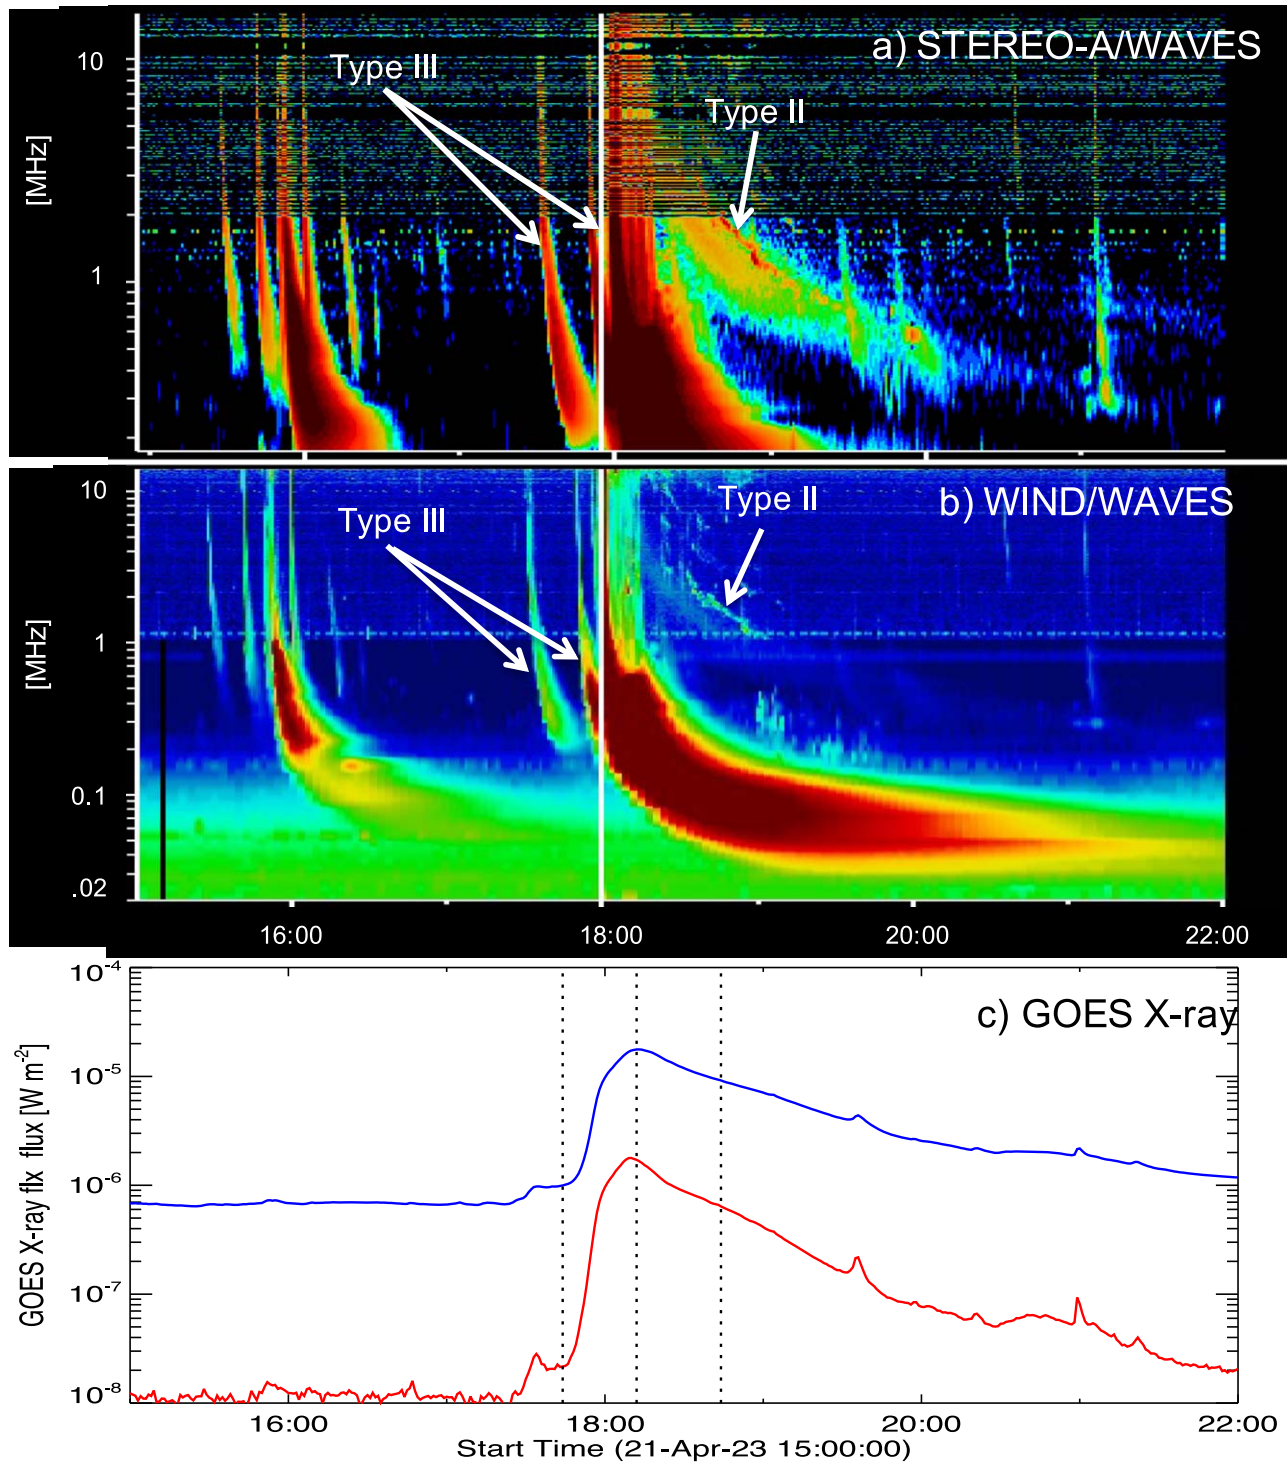 a) STEREO-A/WAVES
10
Type III
Type II
[MHz]
1
b) WIND/WAVES
10
Type III
Type II
1
[MHz]
0.1
.02
16:00 18:00 20:00 22:00
c) GOES X-ray
10-4
10-5
10-6
10-7
10-8
GOES X-ray flx flux [W m-2]
16:00 18:00 20:00 22:00
Start Time (21-Apr-23 15:00:00)